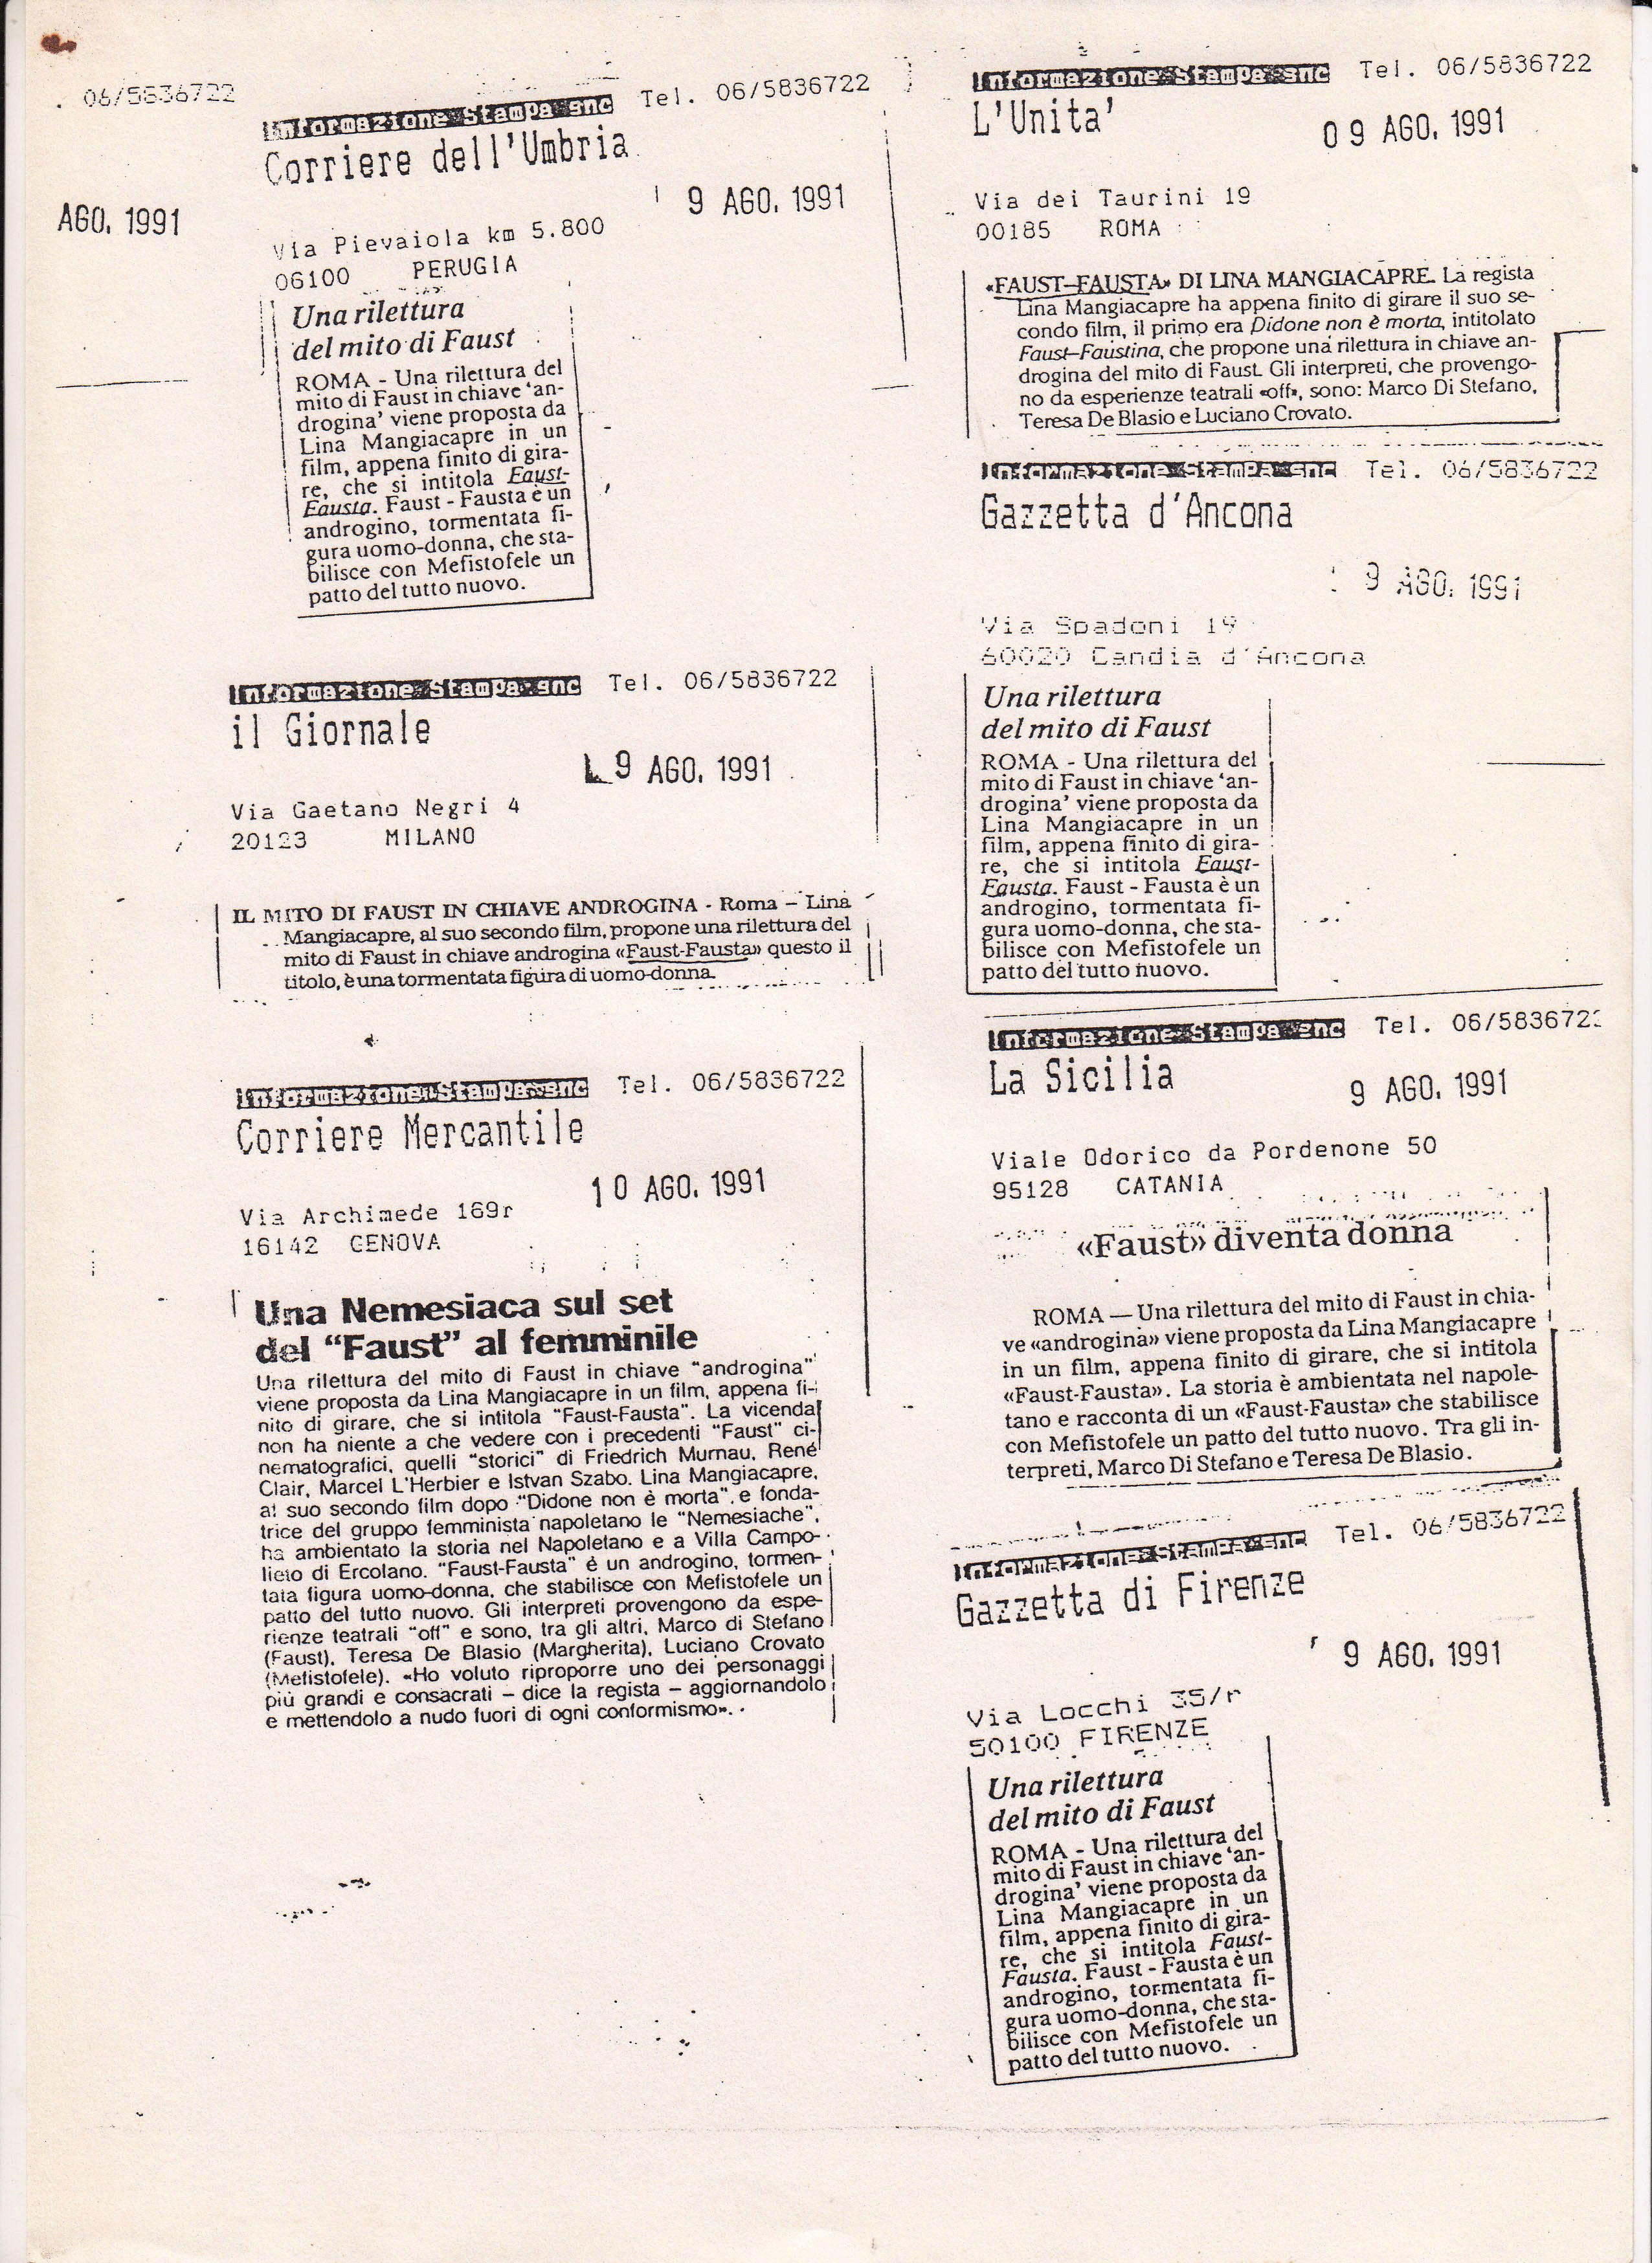 . 06/5836722
AGO. 1991
Informazione Stampa snc Tel. 06/5836722
Corriere dell'Umbria
9 AGO. 1991
Via Pievaiola km 5.800
06100 PERUGIA
Una rilettura
del mito di Faust
ROMA - Una rilettura del
mito di Faust in chiave ‘an-
drogina’ viene proposta da
Lina Mangiacapre in un
film, appena finito di gira-
re, che si intitola Faust-
Fausta. Faust - Fausta è un
androgino, tormentata fi-
gura uomo-donna, che sta-
bilisce con Mefistofele un
patto del tutto nuovo.
Informazione Stampa snc Tel. 06/5836722
il Giornale
9 AGO. 1991
Via Gaetano Negri 4
20123 MILANO
IL MITO DI FAUST IN CHIAVE ANDROGINA - Roma – Lina
Mangiacapre, al suo secondo film, propone una rilettura del
mito di Faust in chiave androgina «Faust-Fausta» questo il
titolo, è una tormentata figura di uomo-donna.
Informazione Stampa snc Tel. 06/5836722
Corriere Mercantile
10 AGO. 1991
Via Archimede 169r
16142 GENOVA
Una Nemesiaca sul set
del “Faust” al femminile
Una rilettura del mito di Faust in chiave “androgina”
viene proposta da Lina Mangiacapre in un film, appena fi-
nito di girare, che si intitola “Faust-Fausta”. La vicenda
non ha niente a che vedere con i precedenti “Faust” ci-
nematografici, quelli “storici” di Friedrich Murnau, René
Clair, Marcel L'Herbier e Istvan Szabo. Lina Mangiacapre,
al suo secondo film dopo “Didone non è morta”, e fonda-
trice del gruppo femminista napoletano le “Nemesiache”,
ha ambientato la storia nel Napoletano e a Villa Campo-
lieto di Ercolano. “Faust-Fausta” é un androgino, tormen-
tata figura uomo-donna, che stabilisce con Mefistofele un
patto del tutto nuovo. Gli interpreti provengono da espe-
rienze teatrali “off” e sono, tra gli altri, Marco di Stefano
(Faust), Teresa De Blasio (Margherita), Luciano Crovato
(Mefistofele). «Ho voluto riproporre uno dei personaggi
più grandi e consacrati – dice la regista – aggiornandolo
e mettendolo a nudo fuori di ogni conformismo».
Informazione Stampa snc Tel. 06/5836722
L'Unita'
09 AGO. 1991
Via dei Taurini 19
00185 ROMA
«FAUST–FAUSTA» DI LINA MANGIACAPRE. La regista
Lina Mangiacapre ha appena finito di girare il suo se-
condo film, il primo era Didone non è morta, intitolato
Faust–Faustina, che propone una rilettura in chiave an-
drogina del mito di Faust. Gli interpreti, che provengo-
no da esperienze teatrali «off», sono: Marco Di Stefano,
Teresa De Blasio e Luciano Crovato.
Informazione Stampa snc Tel. 06/5836722
Gazzetta d'Ancona
9 AGO. 1991
Via Spadoni 19
60020 Candia d'Ancona
Una rilettura
del mito di Faust
ROMA - Una rilettura del
mito di Faust in chiave ‘an-
drogina’ viene proposta da
Lina Mangiacapre in un
film, appena finito di gira-
re, che si intitola Faust-
Fausta. Faust - Fausta è un
androgino, tormentata fi-
gura uomo-donna, che sta-
bilisce con Mefistofele un
patto del tutto nuovo.
Informazione Stampa snc Tel. 06/5836722
La Sicilia
9 AGO. 1991
Viale Odorico da Pordenone 50
95128 CATANIA
«Faust» diventa donna
ROMA — Una rilettura del mito di Faust in chia-
ve «androgina» viene proposta da Lina Mangiacapre
in un film, appena finito di girare, che si intitola
«Faust-Fausta». La storia è ambientata nel napole-
tano e racconta di un «Faust-Fausta» che stabilisce
con Mefistofele un patto del tutto nuovo. Tra gli in-
terpreti, Marco Di Stefano e Teresa De Blasio.
Informazione Stampa snc Tel. 06/5836722
Gazzetta di Firenze
9 AGO. 1991
Via Locchi 35/r
50100 FIRENZE
Una rilettura
del mito di Faust
ROMA - Una rilettura del
mito di Faust in chiave ‘an-
drogina’ viene proposta da
Lina Mangiacapre in un
film, appena finito di gira-
re, che si intitola Faust-
Fausta. Faust - Fausta è un
androgino, tormentata fi-
gura uomo-donna, che sta-
bilisce con Mefistofele un
patto del tutto nuovo.